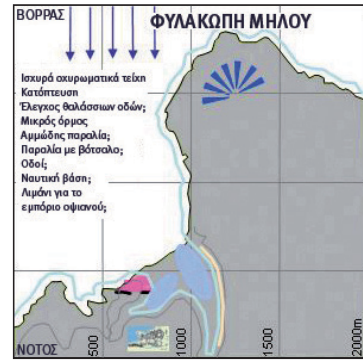 ΒΟΡΡΑΣ
ΦΥΛΑΚΩΠΗ ΜΗΛΟΥ
Ισχυρά οχυρωματικά τείχη
Κατόπτευση
Έλεγχος θαλάσσιων οδών;
Μικρός όρμος
Αμμώδης παραλία;
Παραλία με βότσαλο;
Οδοί;
Ναυτική βάση;
Λιμάνι για το
εμπόριο οψιανού;
ΝΟΤΟΣ
500
1000
1500
2000m